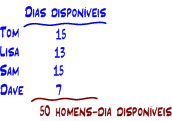 Dias disponíveis
Tom 15
Lisa 13
Sam 15
Dave 7
50 homens-dia disponíveis